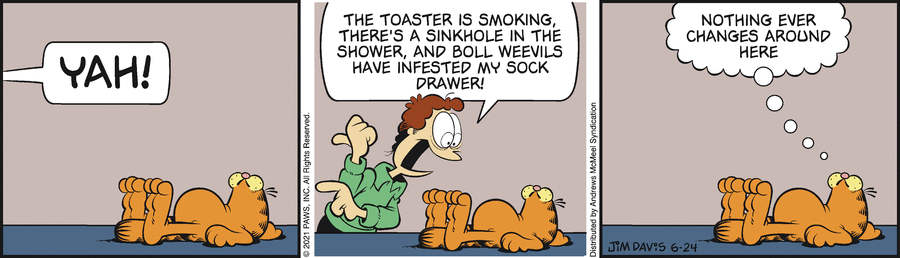 YAH!
© 2021 PAWS, INC. All Rights Reserved.
THE TOASTER IS SMOKING,
THERE'S A SINKHOLE IN THE
SHOWER, AND BOLL WEEVILS
HAVE INFESTED MY SOCK
DRAWER!
Distributed by Andrews McMeel Syndication
NOTHING EVER
CHANGES AROUND
HERE
JIM DAVIS 6-24